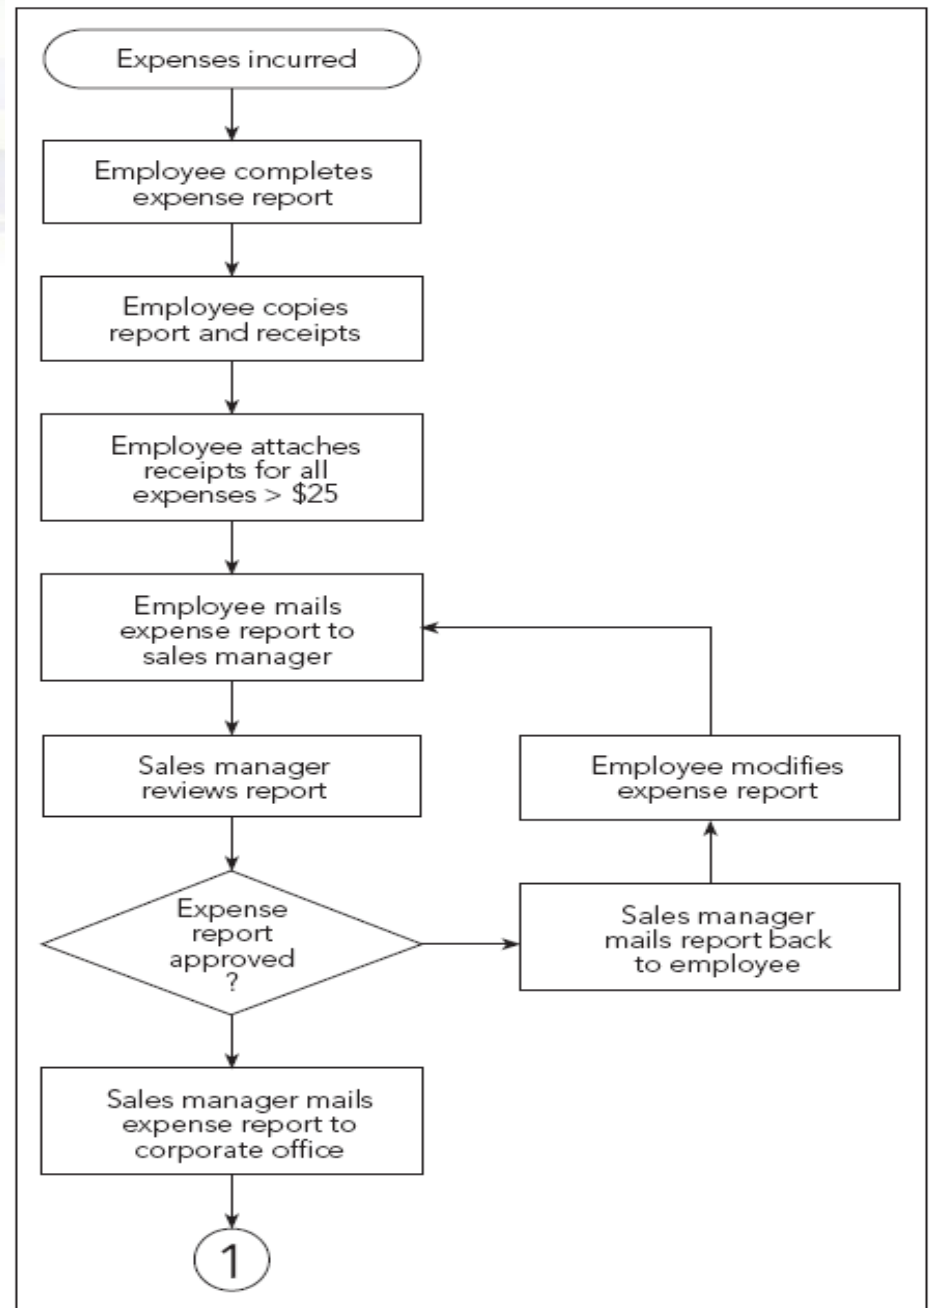 Expenses incurred
Employee completes
expense report
Employee copies
report and receipts
Employee attaches
receipts for all
expenses > $25
Employee mails
expense report to
sales manager
Sales manager
reviews report
Employee modifies
expense report
Expense
report
approved
?
Sales manager
mails report back
to employee
Sales manager mails
expense report to
corporate office
1